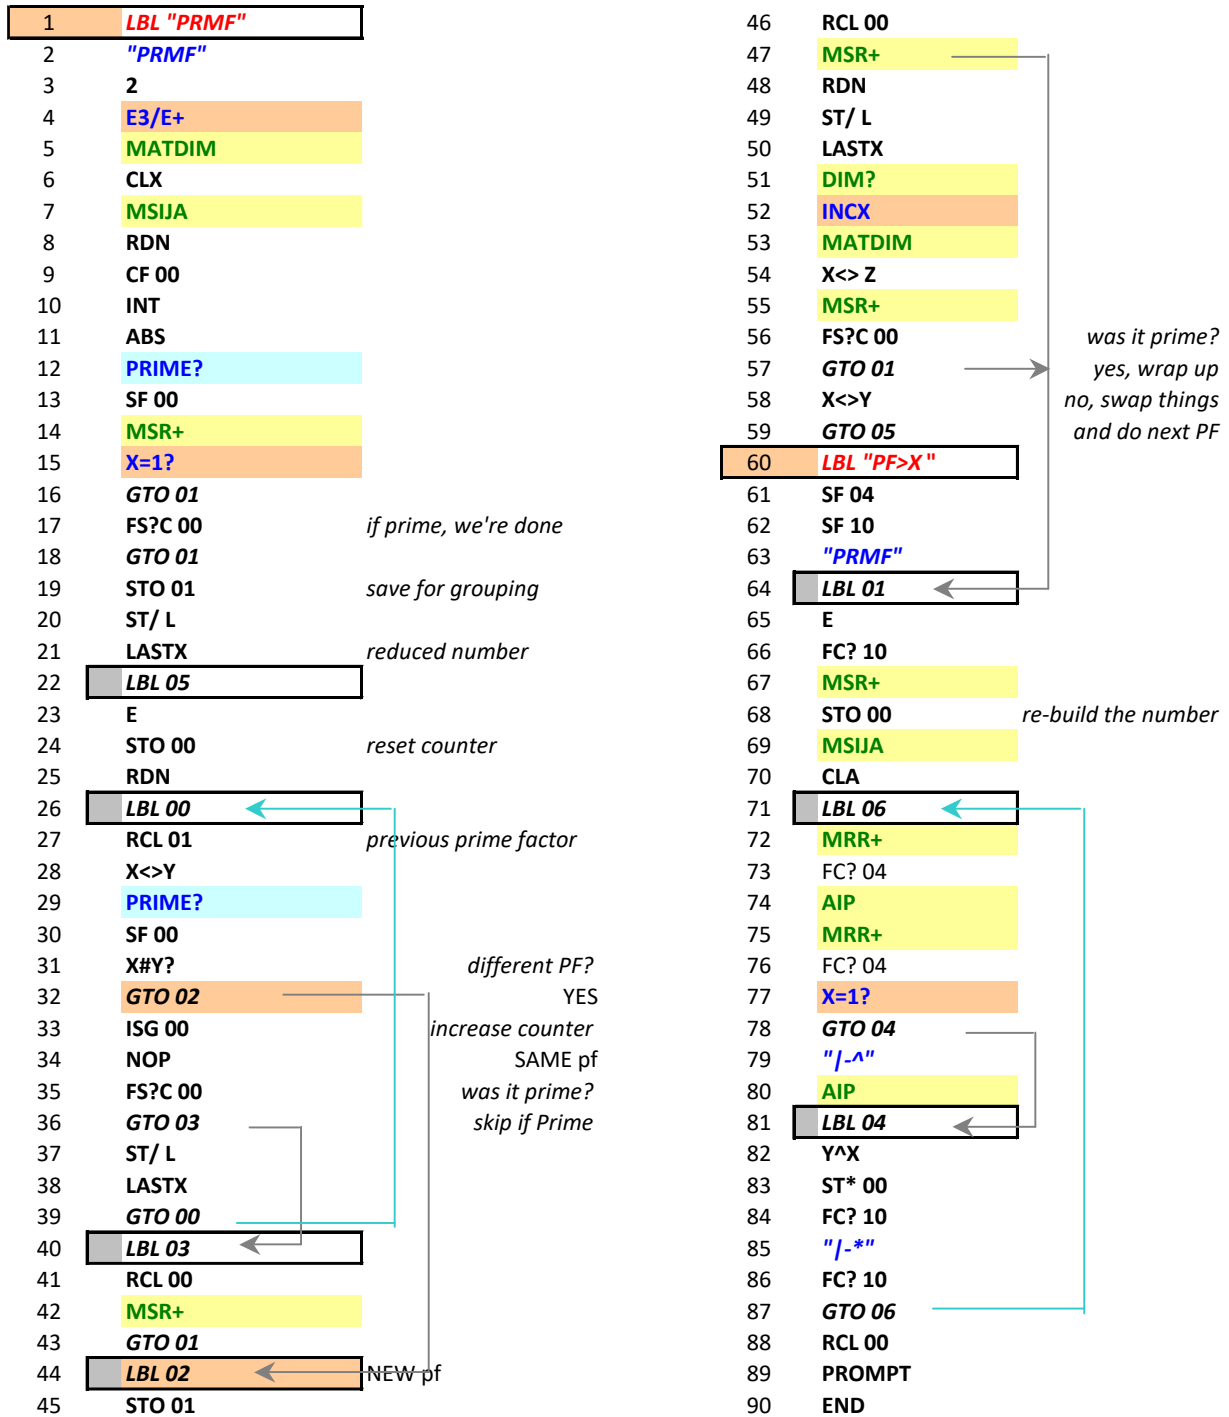 1 LBL "PRMF"
2 "PRMF"
3 2
4 E3/E+
5 MATDIM
6 CLX
7 MSIJA
8 RDN
9 CF 00
10 INT
11 ABS
12 PRIME?
13 SF 00
14 MSR+
15 X=1?
16 GTO 01
17 FS?C 00 if prime, we're done
18 GTO 01
19 STO 01 save for grouping
20 ST/ L
21 LASTX reduced number
22 LBL 05
23 E
24 STO 00 reset counter
25 RDN
26 LBL 00
27 RCL 01 previous prime factor
28 X<>Y
29 PRIME?
30 SF 00
31 X#Y? different PF?
32 GTO 02 YES
33 ISG 00 increase counter
34 NOP SAME pf
35 FS?C 00 was it prime?
36 GTO 03 skip if Prime
37 ST/ L
38 LASTX
39 GTO 00
40 LBL 03
41 RCL 00
42 MSR+
43 GTO 01
44 LBL 02 NEW pf
45 STO 01
46 RCL 00
47 MSR+
48 RDN
49 ST/ L
50 LASTX
51 DIM?
52 INCX
53 MATDIM
54 X<> Z
55 MSR+
56 FS?C 00 was it prime?
57 GTO 01 yes, wrap up
58 X<>Y no, swap things
59 GTO 05 and do next PF
60 LBL "PF>X "
61 SF 04
62 SF 10
63 "PRMF"
64 LBL 01
65 E
66 FC? 10
67 MSR+
68 STO 00 re-build the number
69 MSIJA
70 CLA
71 LBL 06
72 MRR+
73 FC? 04
74 AIP
75 MRR+
76 FC? 04
77 X=1?
78 GTO 04
79 "|-^"
80 AIP
81 LBL 04
82 Y^X
83 ST* 00
84 FC? 10
85 "|-*"
86 FC? 10
87 GTO 06
88 RCL 00
89 PROMPT
90 END